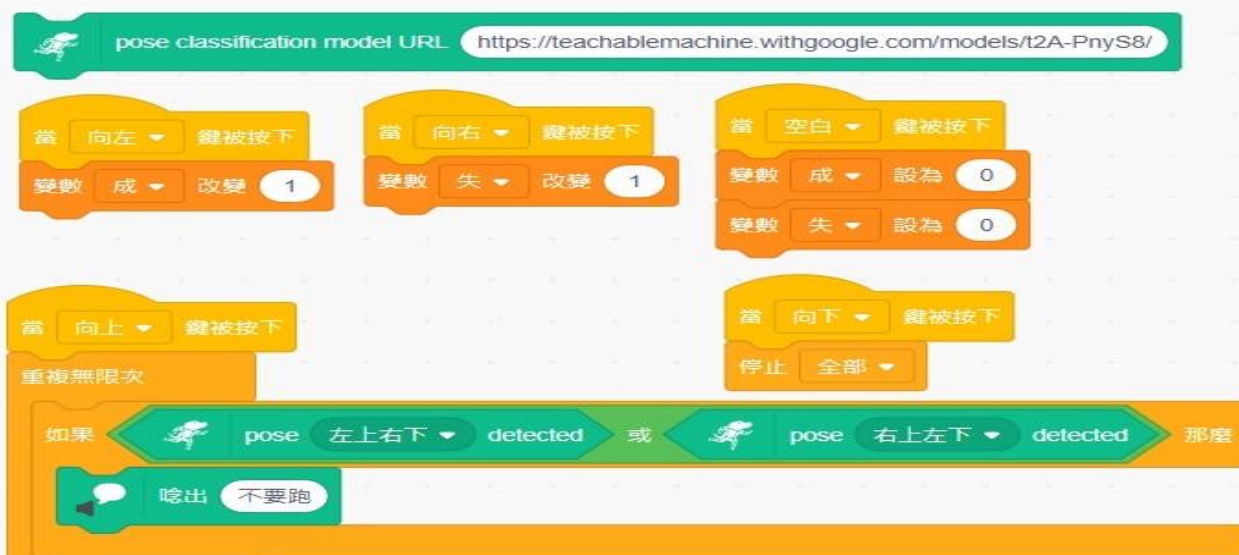 pose classification model URL https://teachablemachine.withgoogle.com/models/t2A-PnyS8/
當 向左 鍵被按下
變數 成 改變 1
當 向右 鍵被按下
變數 失 改變 1
當 空白 鍵被按下
變數 成 設為 0
變數 失 設為 0
當 向上 鍵被按下
重複無限次
如果 pose 左上右下 detected 或 pose 右上左下 detected 那麼
唸出 不要跑
當 向下 鍵被按下
停止 全部